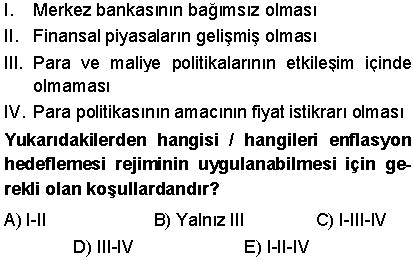 I. Merkez bankasının bağımsız olması
II. Finansal piyasaların gelişmiş olması
III. Para ve maliye politikalarının etkileşim içinde
olmaması
IV. Para politikasının amacının fiyat istikrarı olması
Yukarıdakilerden hangisi / hangileri enflasyon
hedeflemesi rejiminin uygulanabilmesi için ge-
rekli olan koşullardandır?
A) I-II B) Yalnız III C) I-III-IV
D) III-IV E) I-II-IV